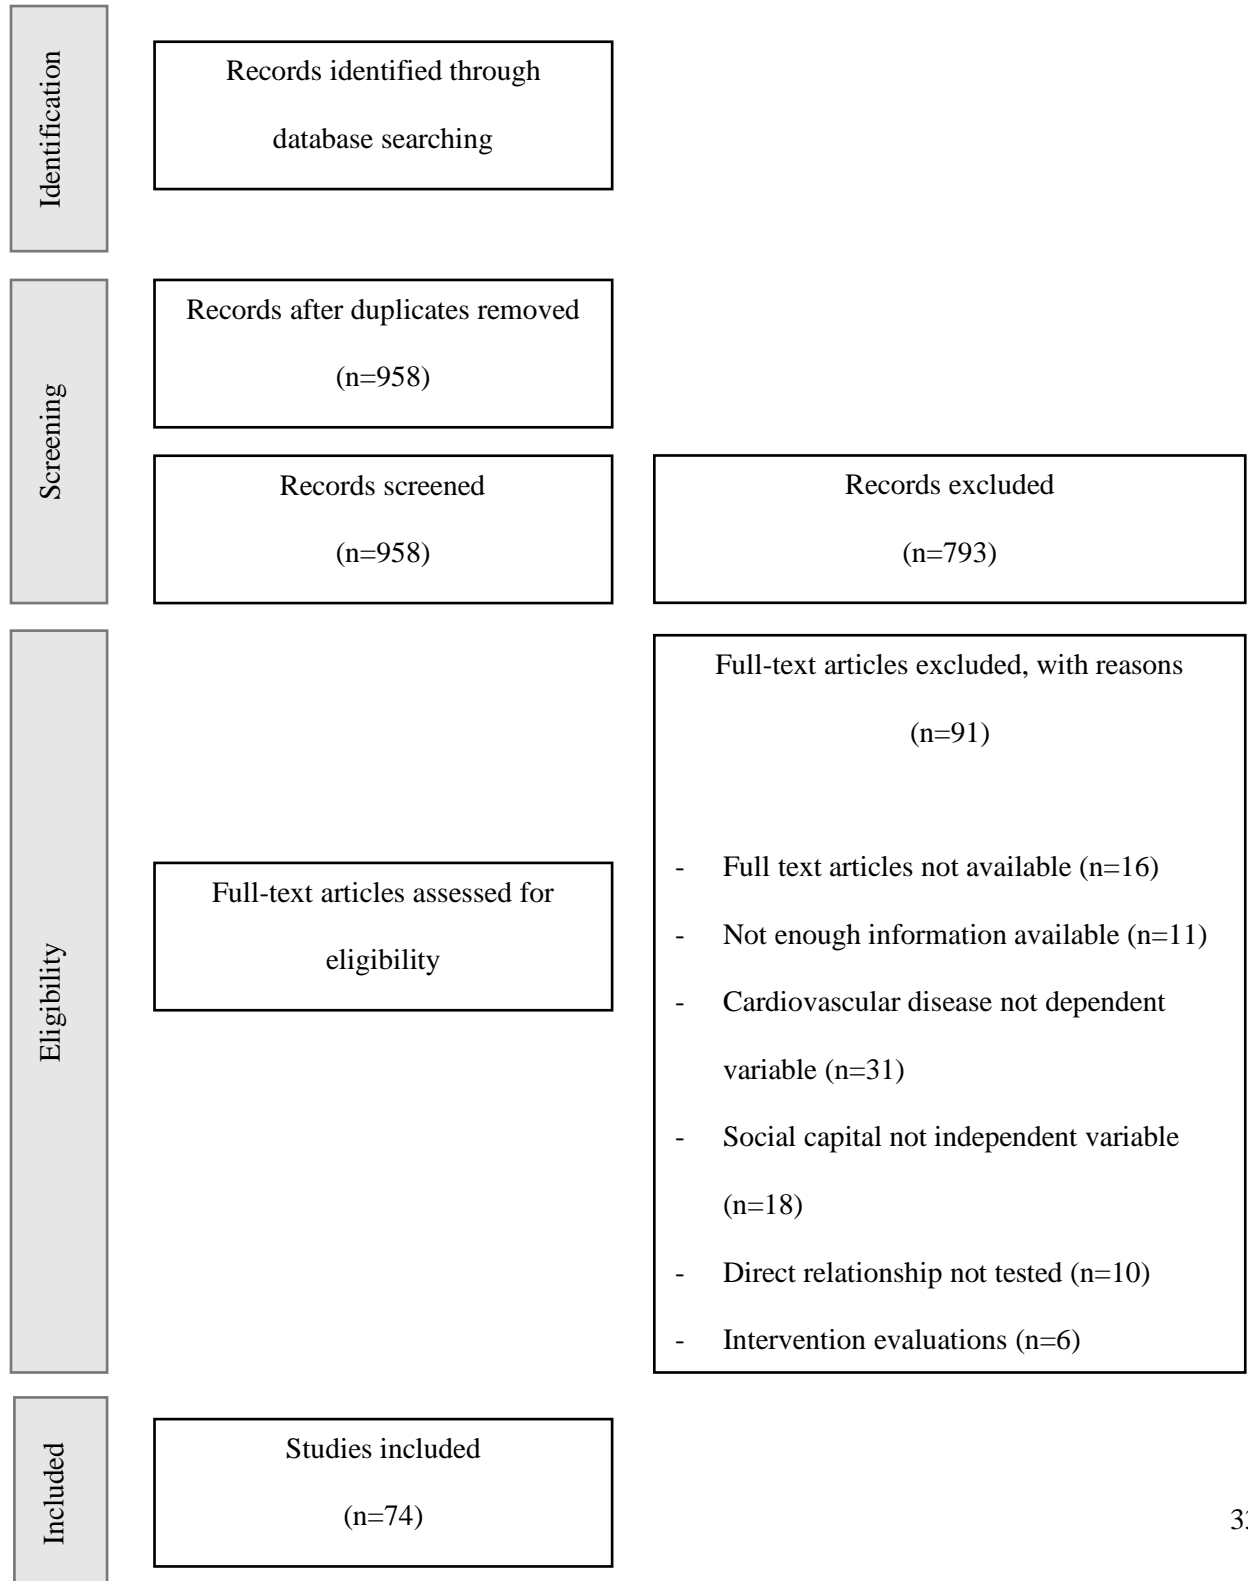 Identification
Records identified through
database searching
Screening
Records after duplicates removed
(n=958)
Records screened
(n=958)
Records excluded
(n=793)
Eligibility
Full-text articles assessed for
eligibility
Full-text articles excluded, with reasons
(n=91)
- Full text articles not available (n=16)
- Not enough information available (n=11)
- Cardiovascular disease not dependent
variable (n=31)
- Social capital not independent variable
(n=18)
- Direct relationship not tested (n=10)
- Intervention evaluations (n=6)
Included
Studies included
(n=74)